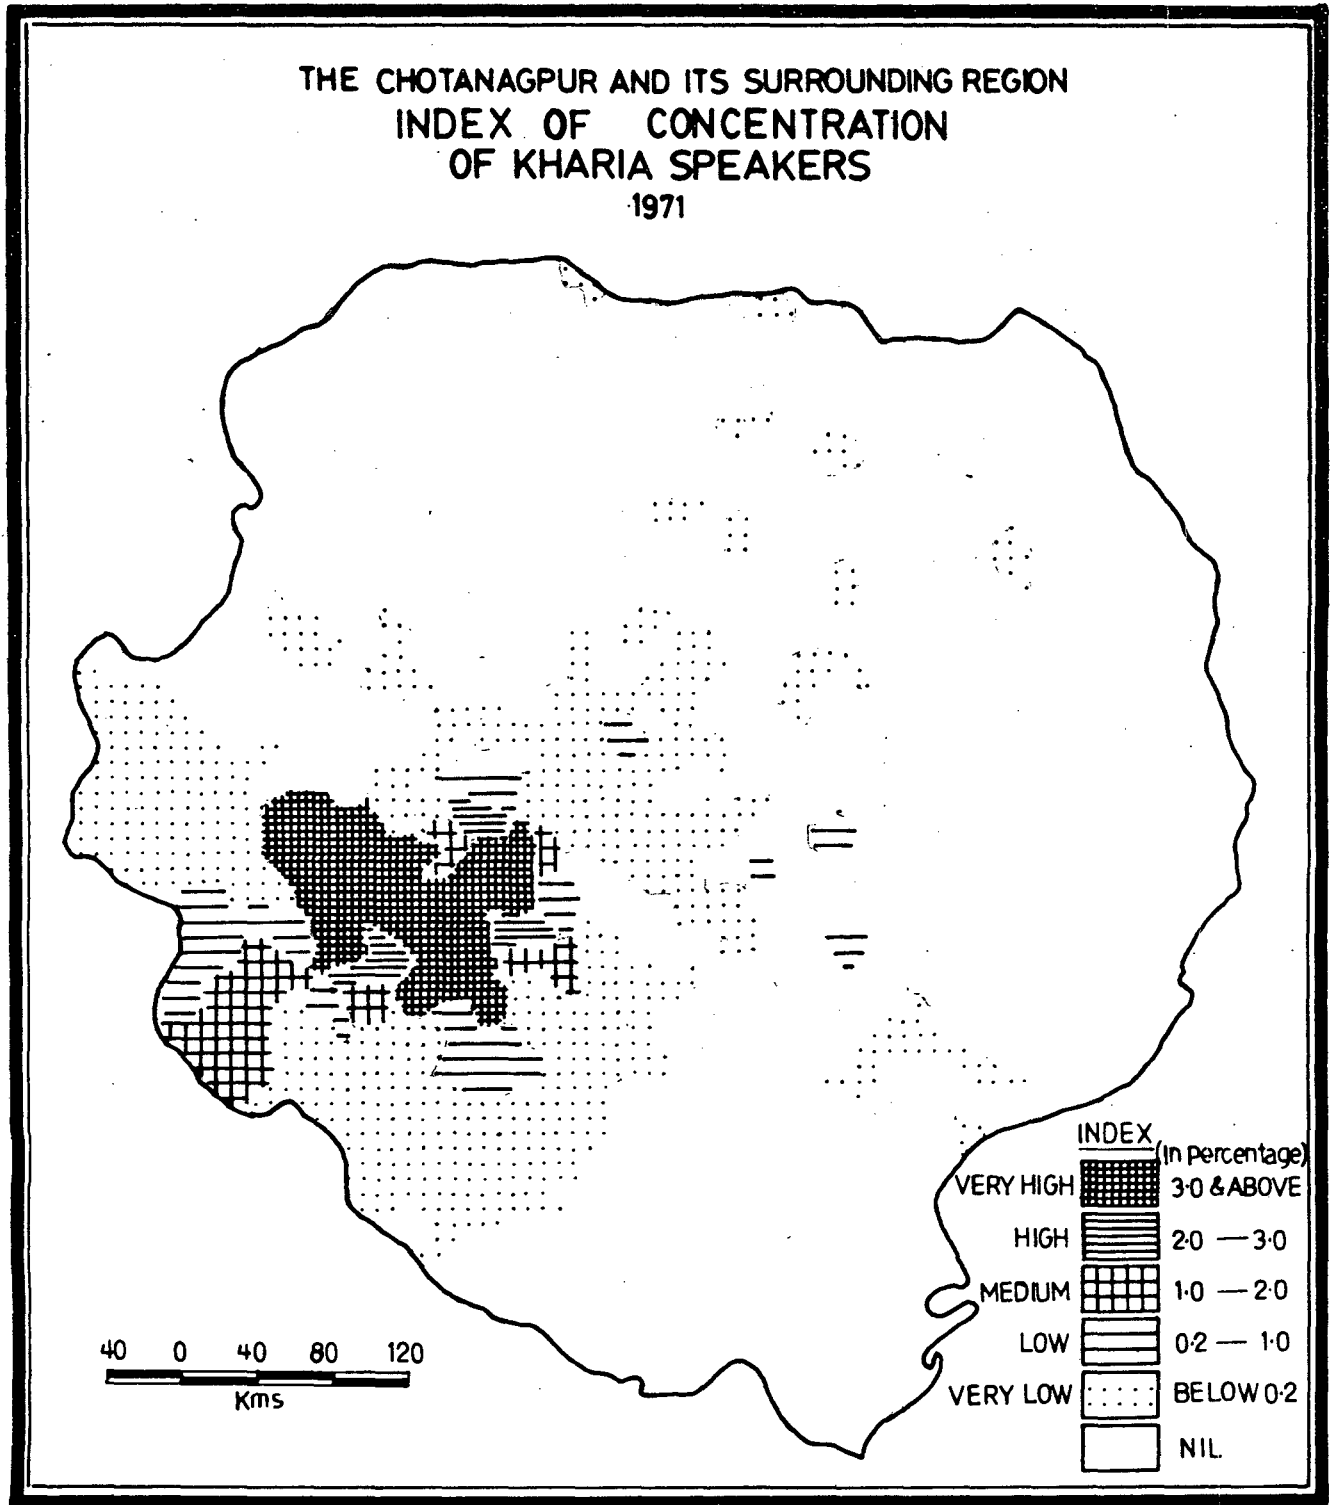 THE CHOTANAGPUR AND ITS SURROUNDING REGION
INDEX OF CONCENTRATION
OF KHARIA SPEAKERS
1971
INDEX
(In Percentage)
VERY HIGH 3·0 & ABOVE
HIGH 2·0 — 3·0
MEDIUM 1·0 — 2·0
LOW 0·2 — 1·0
VERY LOW BELOW 0·2
NIL
40 0 40 80 120
Kms